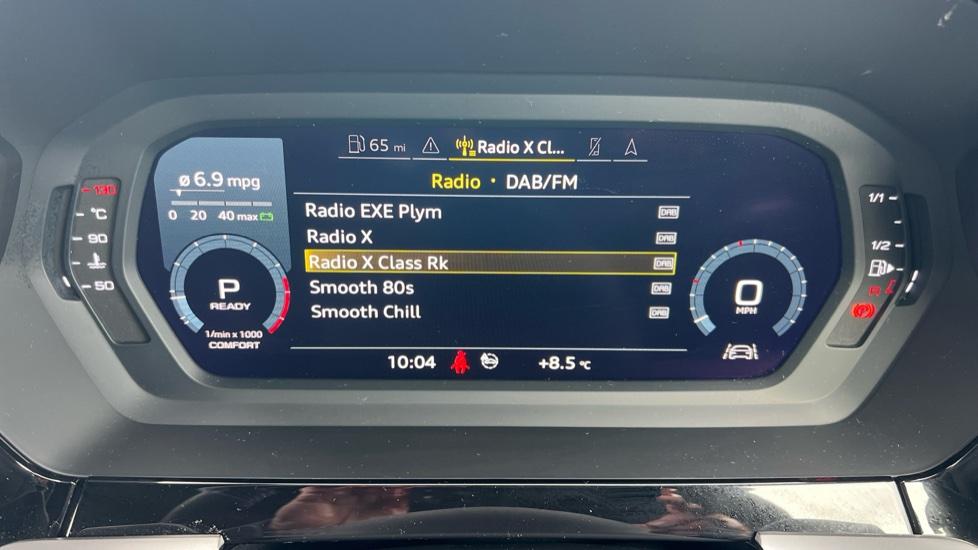 65 mi Radio X Cl...
Radio • DAB/FM
ø 6.9 mpg
0 20 40 max
Radio EXE Plym DAB
Radio X DAB
Radio X Class Rk DAB
Smooth 80s DAB
Smooth Chill DAB
130
°C
90
50
P
READY
1/min x 1000
COMFORT
0
MPH
1/1
1/2
10:04 +8.5 °C